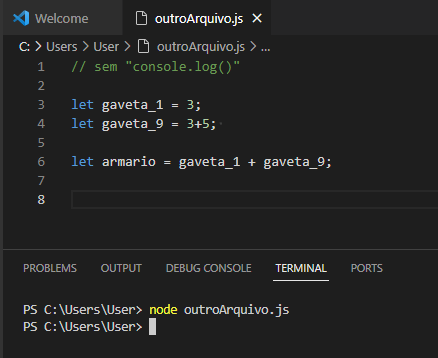 Welcome outroArquivo.js
C: > Users > User > outroArquivo.js > ...
1 // sem "console.log()"
2
3 let gaveta_1 = 3;
4 let gaveta_9 = 3+5;
5
6 let armario = gaveta_1 + gaveta_9;
7
8
PROBLEMS OUTPUT DEBUG CONSOLE TERMINAL PORTS
PS C:\Users\User> node outroArquivo.js
PS C:\Users\User>